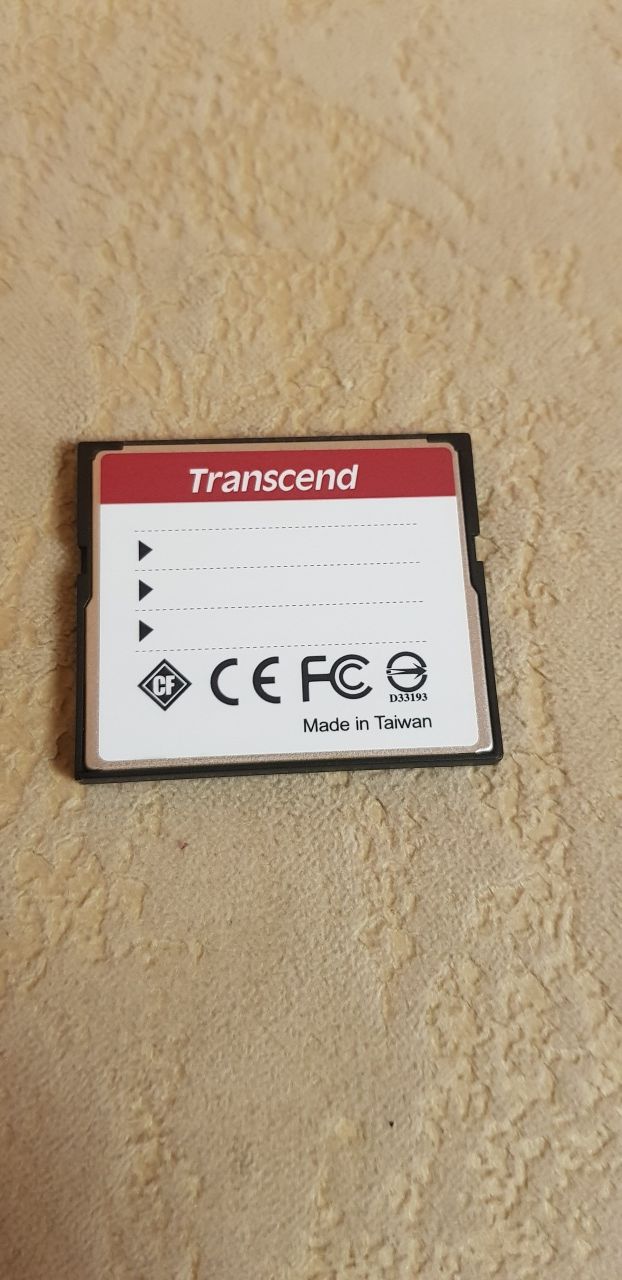 Transcend
CF
CE FC
D33193
Made in Taiwan